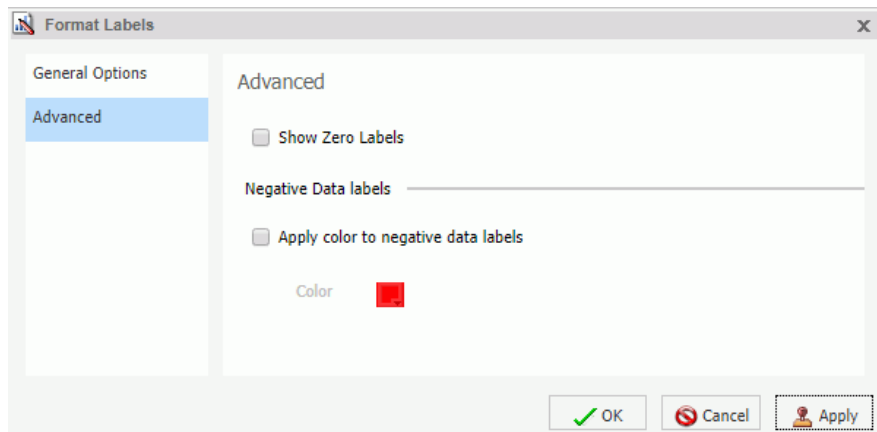 Format Labels
X
General Options
Advanced
Advanced
Show Zero Labels
Negative Data labels
Apply color to negative data labels
Color
OK
Cancel
Apply